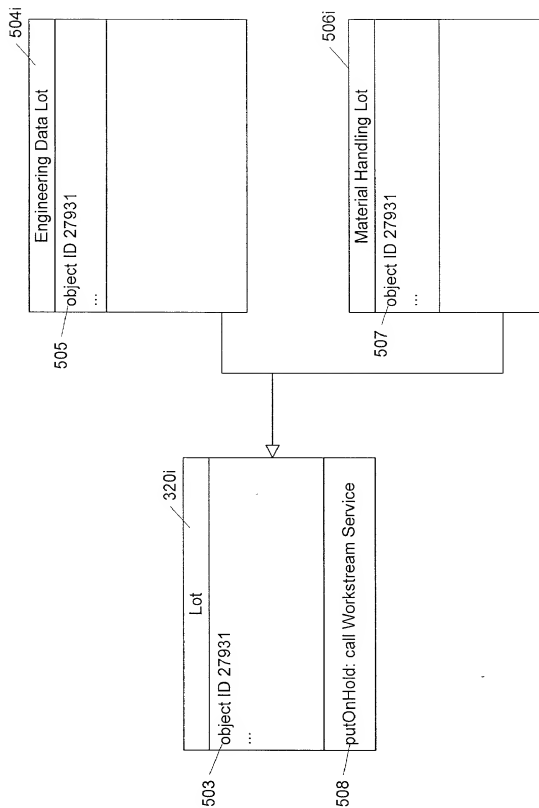 504i
Engineering Data Lot
object ID 27931
...
505
320i
Lot
object ID 27931
...
503
putOnHold: call Workstream Service
508
506i
Material Handling Lot
object ID 27931
...
507